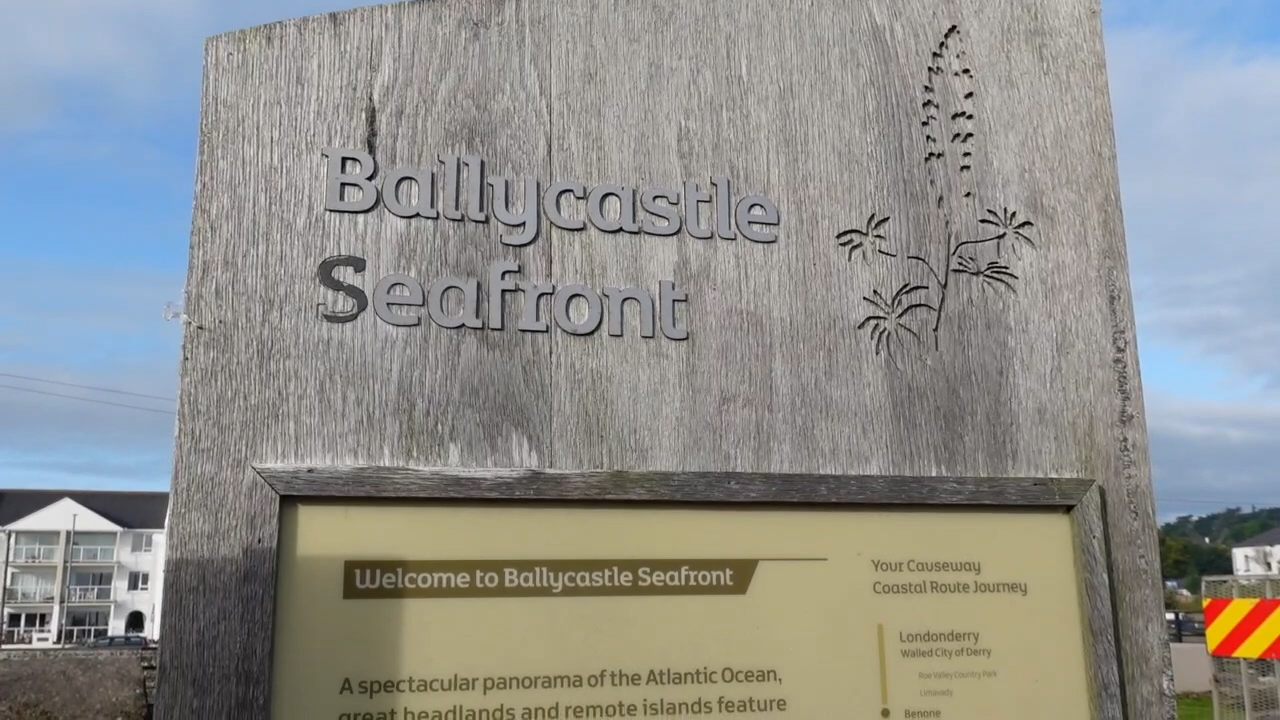 Ballycastle
Seafront
Welcome to Ballycastle Seafront
A spectacular panorama of the Atlantic Ocean,
great headlands and remote islands feature
Your Causeway
Coastal Route Journey
Londonderry
Walled City of Derry
Roe Valley Country Park
Limavady
Benone